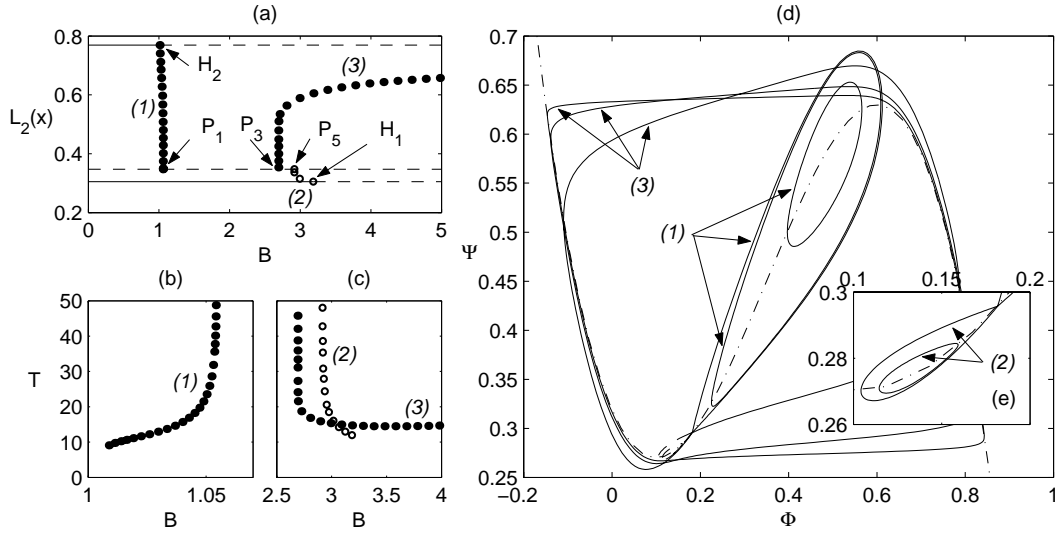 (a)
0.8
0.6
0.4
0.2
L2(x)
H2
(1)
P1
P3
(3)
P5
H1
(2)
0 1 2 3 4 5
B
(b)
50
40
30
20
10
0
T
(1)
1 1.05
B
(c)
(2)
(3)
2.5 3 3.5 4
B
(d)
0.7
0.65
0.6
0.55
0.5
0.45
0.4
0.35
0.3
0.25
Ψ
(3)
(1)
−0.2 0 0.2 0.4 0.6 0.8 1
Φ
0.1 0.15 0.2
0.3
0.28
0.26
(2)
(e)